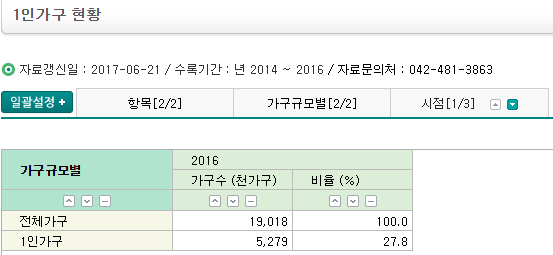 1인가구 현황
자료갱신일 : 2017-06-21 / 수록기간 : 년 2014 ~ 2016 / 자료문의처 : 042-481-3863
일괄설정 + 항목[2/2] 가구규모별[2/2] 시점[1/3]
가구규모별 2016
가구수 (천가구) 비율 (%)
전체가구 19,018 100.0
1인가구 5,279 27.8